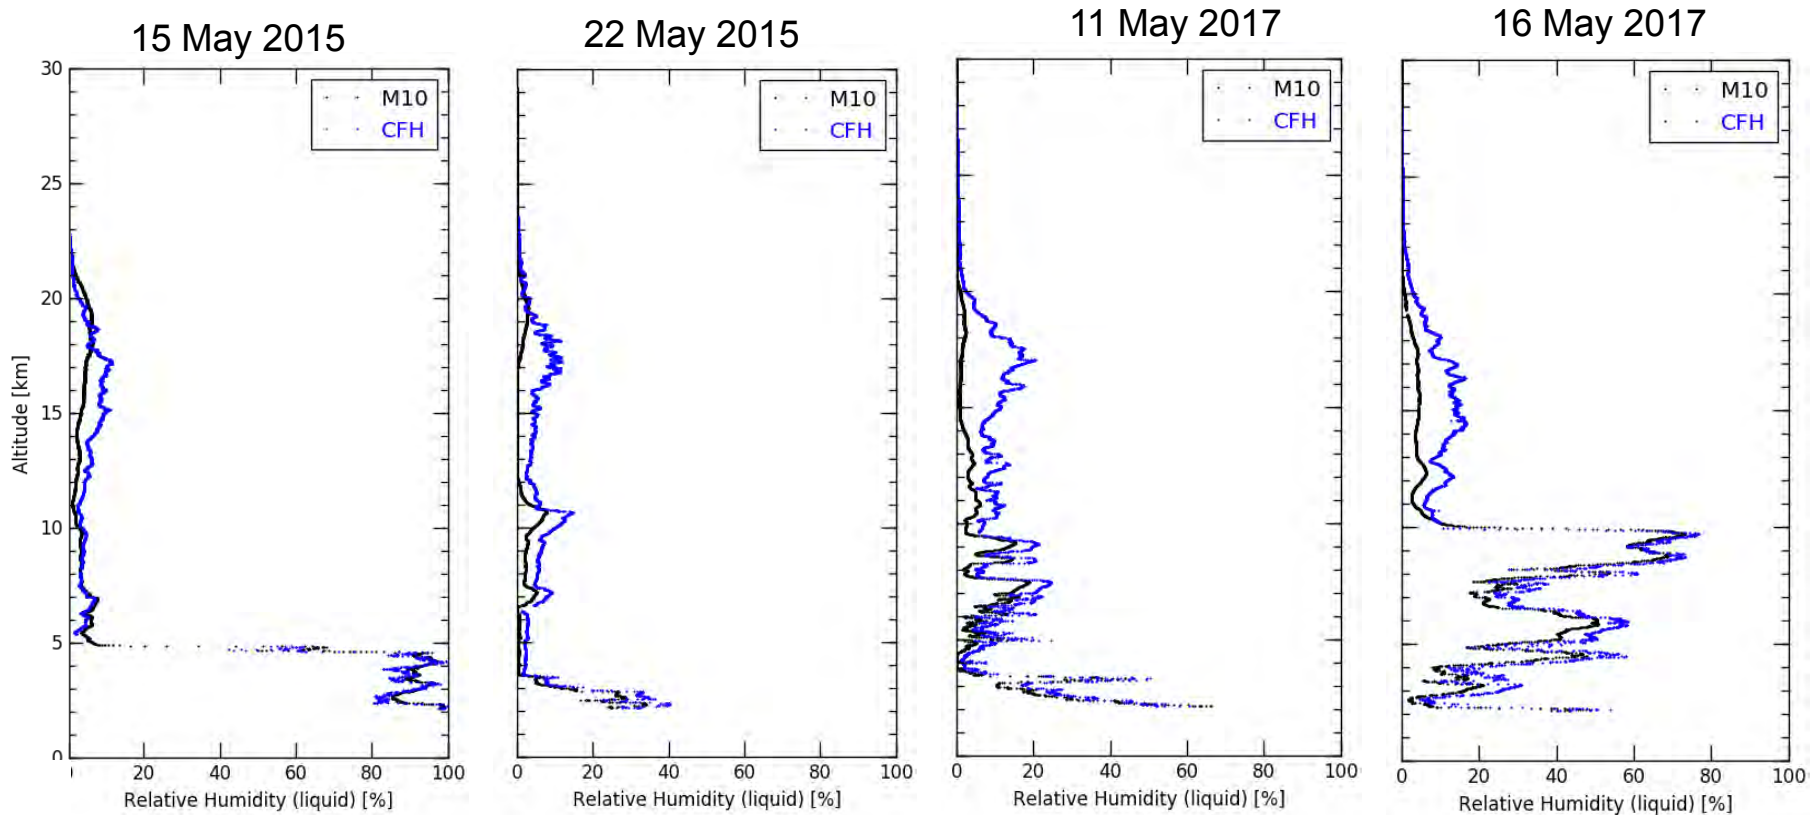 15 May 2015
22 May 2015
11 May 2017
16 May 2017
30
25
20
15
10
5
0
Altitude [km]
M10
CFH
M10
CFH
M10
CFH
M10
CFH
20 40 60 80 100
0 20 40 60 80 100
0 20 40 60 80 100
0 20 40 60 80 100
Relative Humidity (liquid) [%]
Relative Humidity (liquid) [%]
Relative Humidity (liquid) [%]
Relative Humidity (liquid) [%]